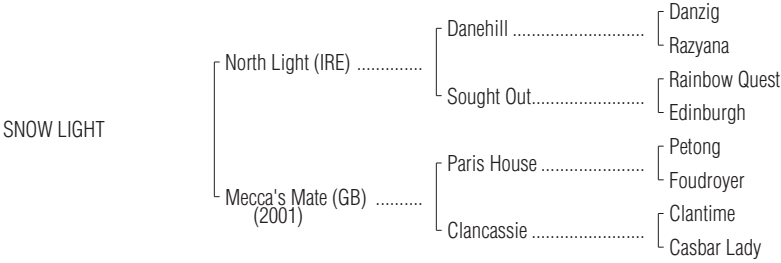 SNOW LIGHT
North Light (IRE) ..............
Mecca's Mate (GB) ..........
(2001)
Danehill .............................
Sought Out.........................
Paris House .......................
Clancassie .........................
Danzig
Razyana
Rainbow Quest
Edinburgh
Petong
Foudroyer
Clantime
Casbar Lady